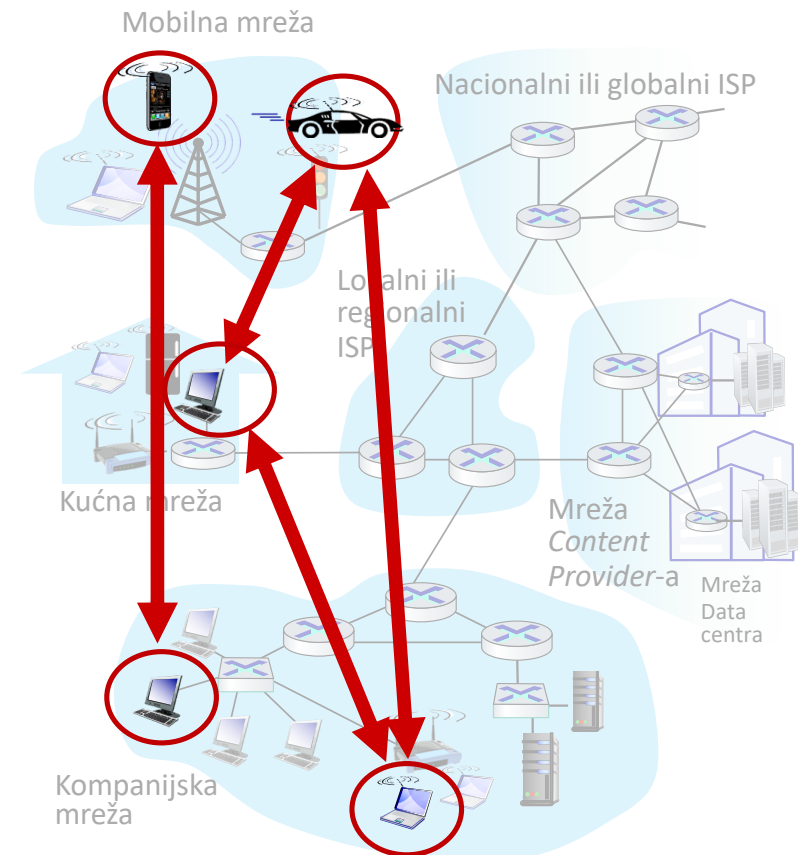 Mobilna mreža
Nacionalni ili globalni ISP
Lokalni ili
regionalni
ISP
Kućna mreža
Mreža
Content
Provider-a
Mreža
Data
centra
Kompanijska
mreža